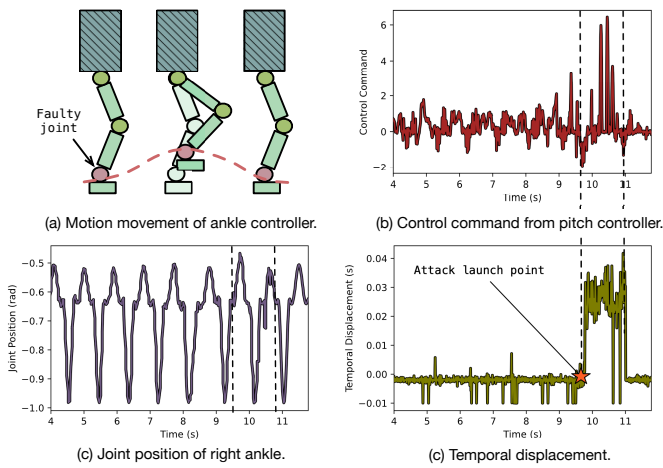 Faulty
joint
(a) Motion movement of ankle controller.
6
4
2
0
−2
Control Command
4 5 6 7 8 9 10 11
Time (s)
(b) Control command from pitch controller.
−0.5
−0.6
−0.7
−0.8
−0.9
−1.0
Joint Position (rad)
4 5 6 7 8 9 10 11
Time (s)
(c) Joint position of right ankle.
Attack launch point
0.04
0.03
0.02
0.01
0.00
−0.01
Temporal Displacement (s)
4 5 6 7 8 9 10 11
Time (s)
(c) Temporal displacement.